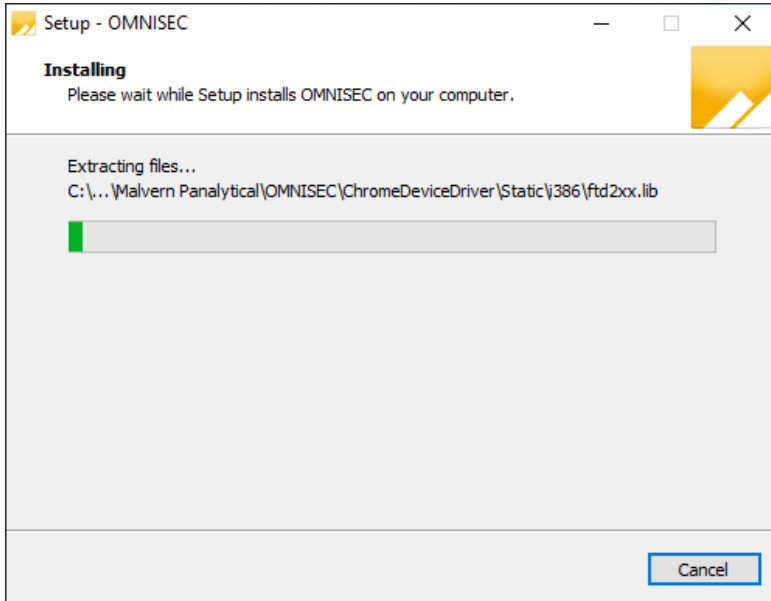 Setup - OMNISEC
Installing
Please wait while Setup installs OMNISEC on your computer.
Extracting files...
C:\...\Malvern Panalytical\OMNISEC\ChromeDeviceDriver\Static\i386\ftd2xx.lib
Cancel